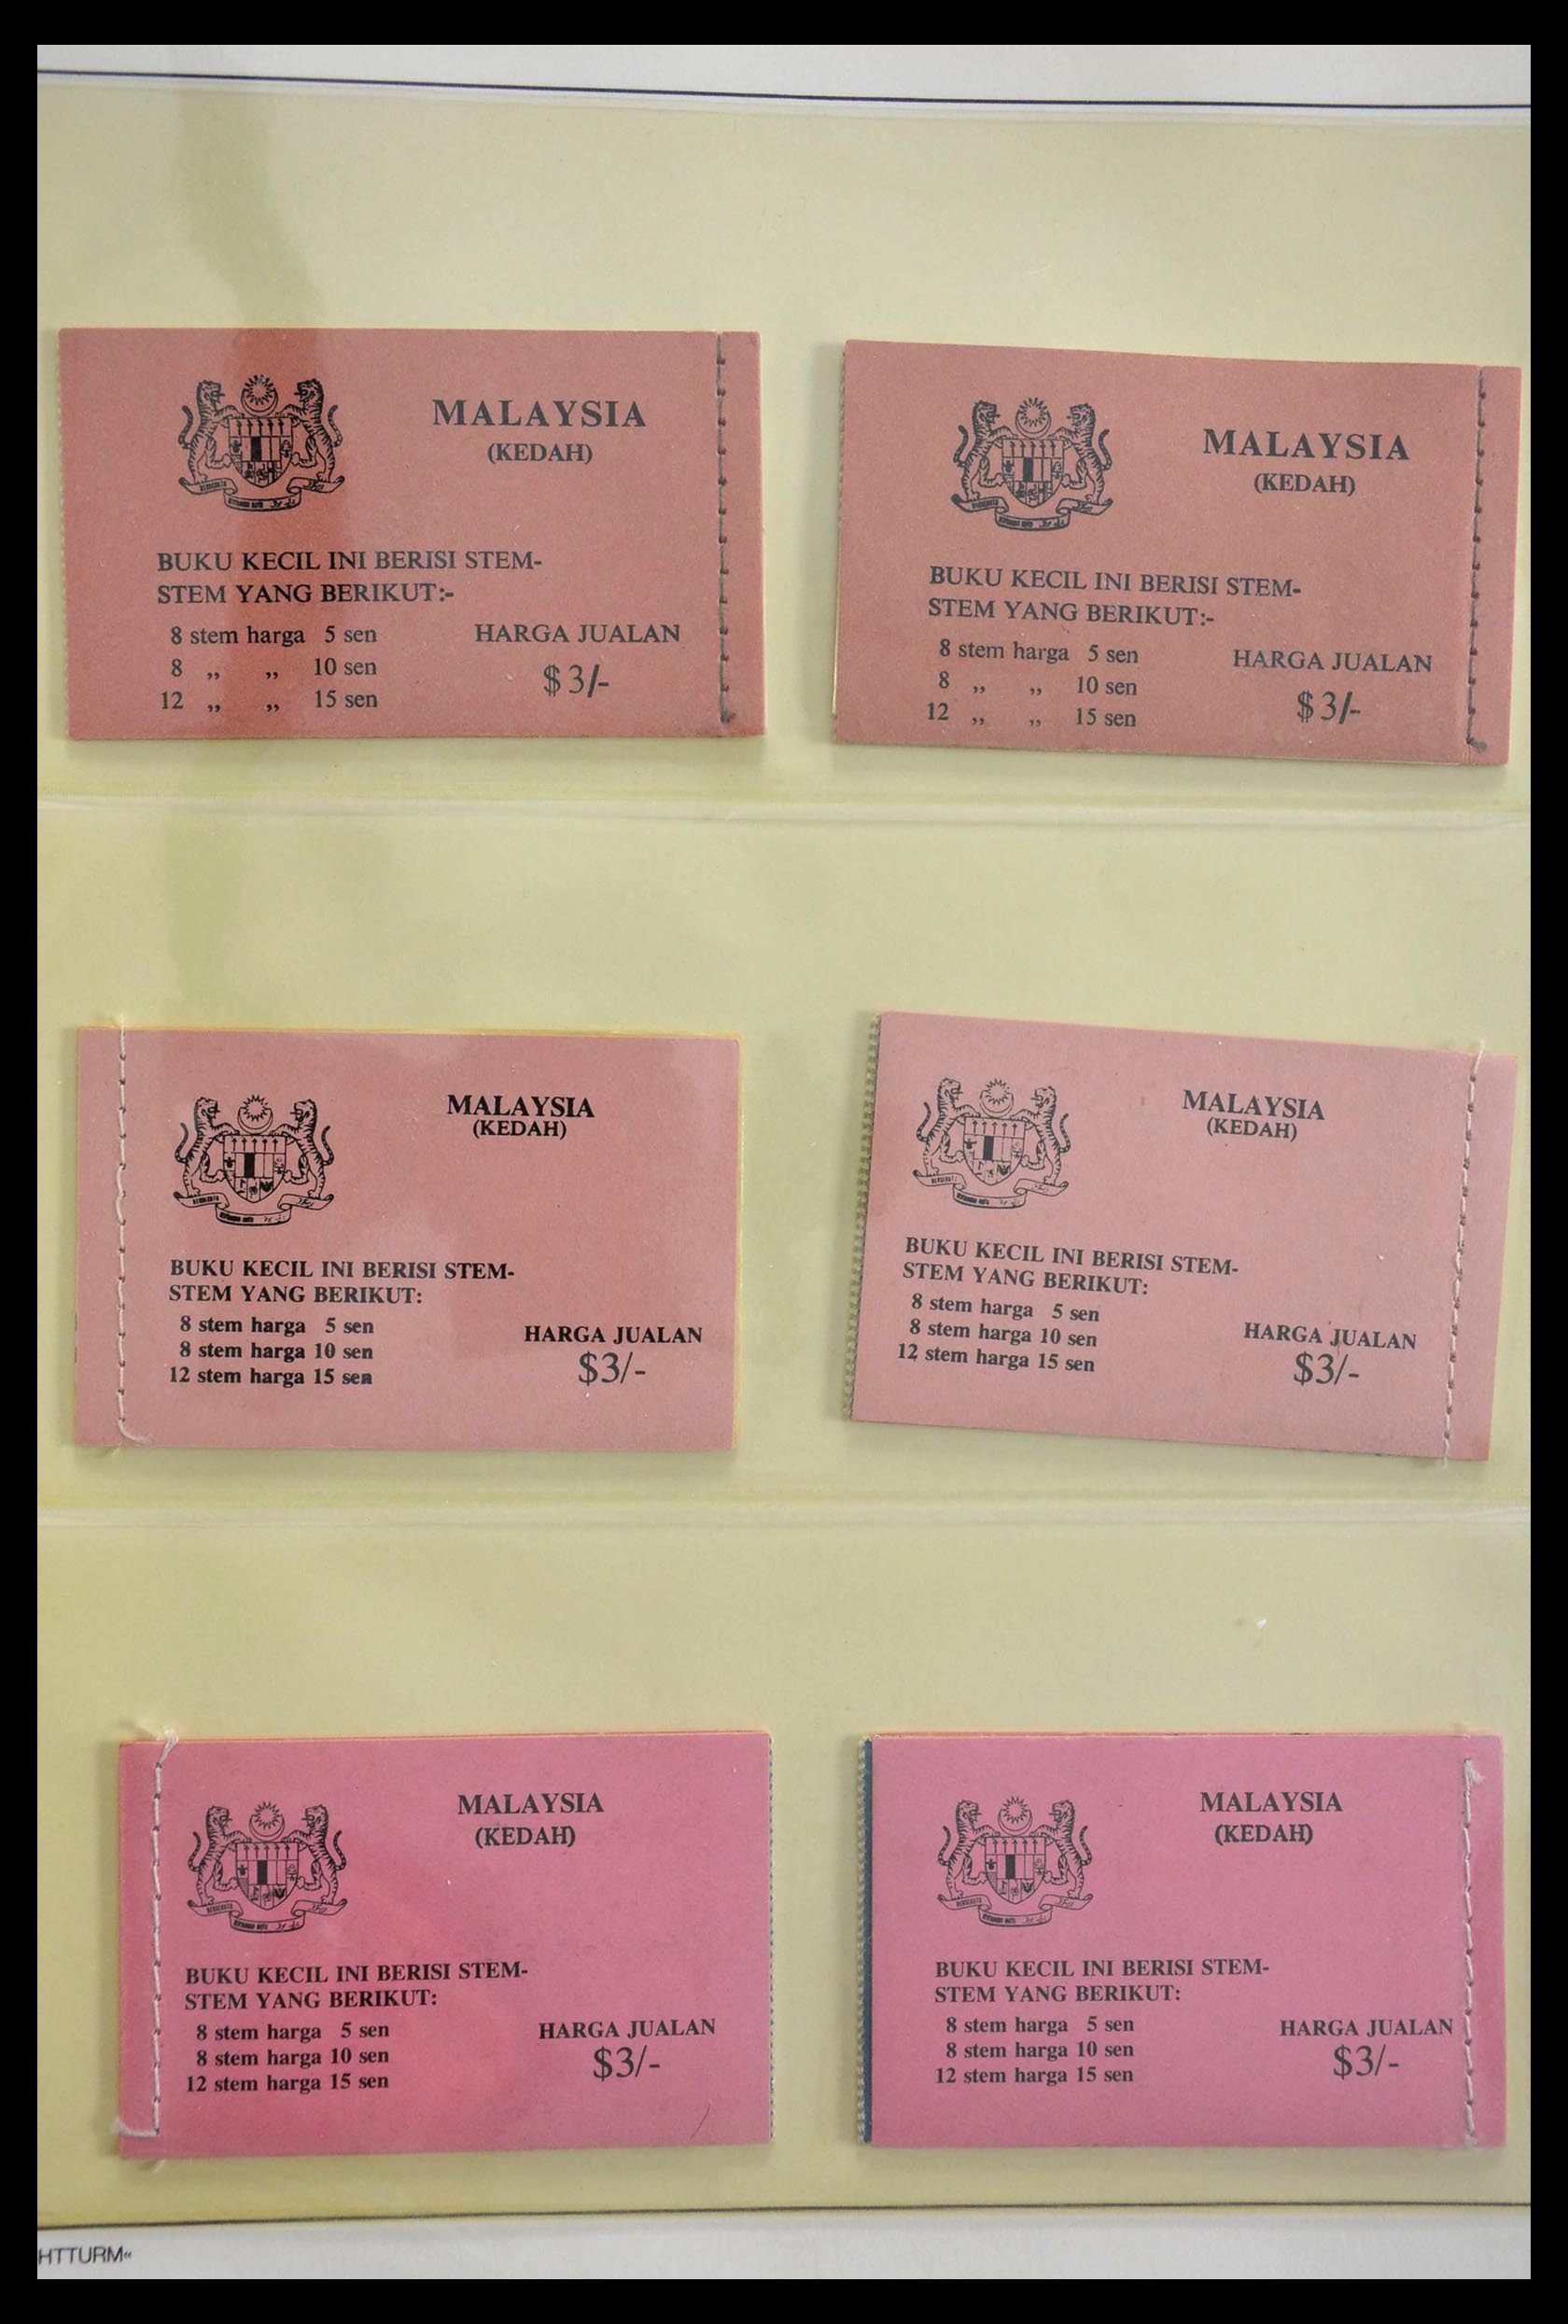 MALAYSIA
(KEDAH)
BUKU KECIL INI BERISI STEM-
STEM YANG BERIKUT:-
8 stem harga 5 sen
8 „ „ 10 sen
12 „ „ 15 sen
HARGA JUALAN
$3/-
MALAYSIA
(KEDAH)
BUKU KECIL INI BERISI STEM-
STEM YANG BERIKUT:-
8 stem harga 5 sen
8 „ „ 10 sen
12 „ „ 15 sen
HARGA JUALAN
$3/-
MALAYSIA
(KEDAH)
BUKU KECIL INI BERISI STEM-
STEM YANG BERIKUT:
8 stem harga 5 sen
8 stem harga 10 sen
12 stem harga 15 sen
HARGA JUALAN
$3/-
MALAYSIA
(KEDAH)
BUKU KECIL INI BERISI STEM-
STEM YANG BERIKUT:
8 stem harga 5 sen
8 stem harga 10 sen
12 stem harga 15 sen
HARGA JUALAN
$3/-
MALAYSIA
(KEDAH)
BUKU KECIL INI BERISI STEM-
STEM YANG BERIKUT:
8 stem harga 5 sen
8 stem harga 10 sen
12 stem harga 15 sen
HARGA JUALAN
$3/-
MALAYSIA
(KEDAH)
BUKU KECIL INI BERISI STEM-
STEM YANG BERIKUT:
8 stem harga 5 sen
8 stem harga 10 sen
12 stem harga 15 sen
HARGA JUALAN
$3/-
HTTURM«